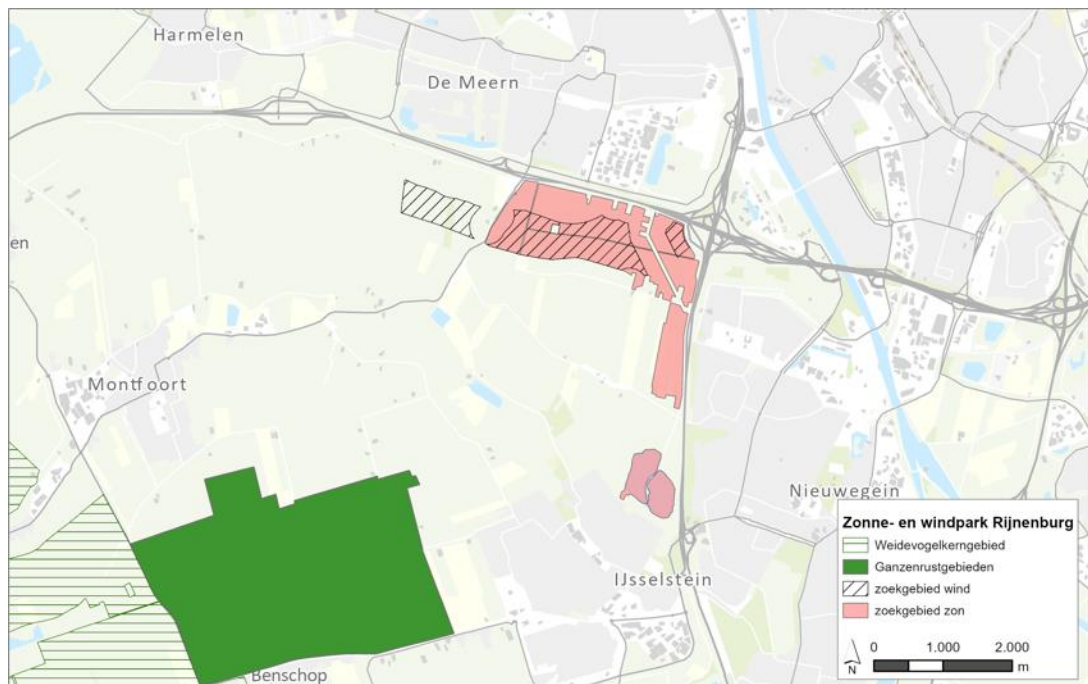 Harmelen
De Meern
en
Montfoort
Nieuwegein
IJsselstein
Benschop
Zonne- en windpark Rijnenburg
Weidevogelkerngebied
Ganzenrustgebieden
zoekgebied wind
zoekgebied zon
0 1.000 2.000
m
N